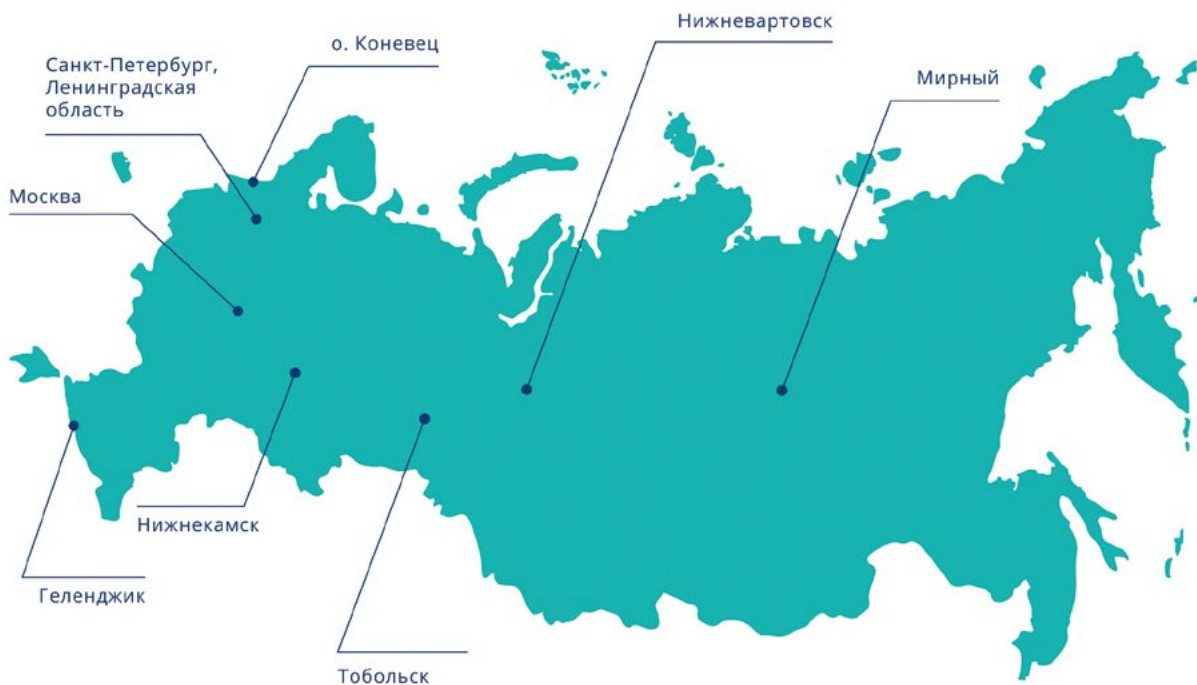 Нижневартовск
о. Коневец
Санкт-Петербург,
Ленинградская
область
Мирный
Москва
Нижнекамск
Геленджик
Тобольск